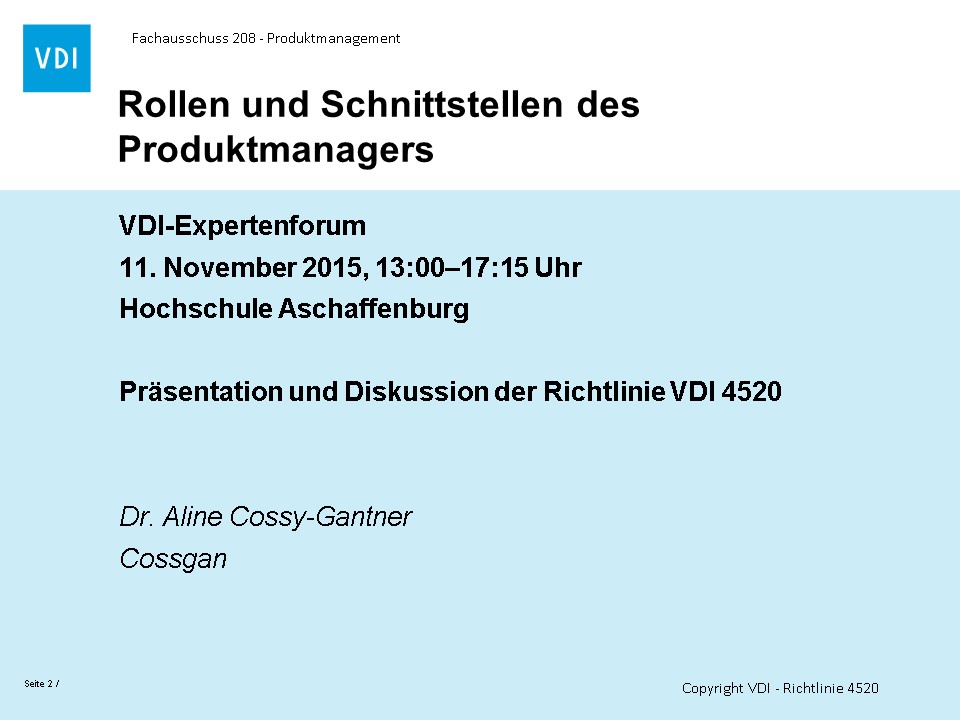 VDI
Fachausschuss 208 - Produktmanagement
Rollen und Schnittstellen des
Produktmanagers
VDI-Expertenforum
11. November 2015, 13:00–17:15 Uhr
Hochschule Aschaffenburg
Präsentation und Diskussion der Richtlinie VDI 4520
Dr. Aline Cossy-Gantner
Cossgan
Seite 2 /
Copyright VDI - Richtlinie 4520